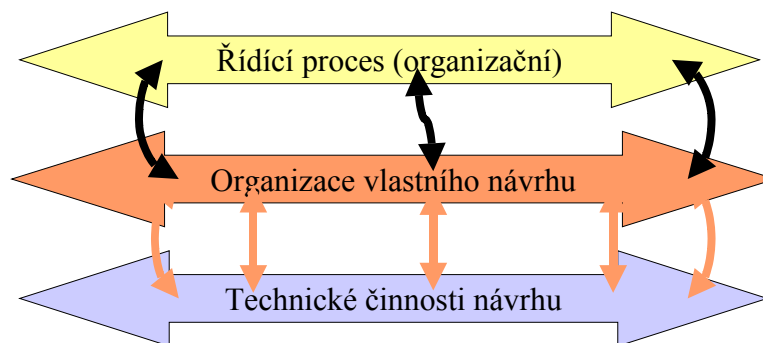 Řídící proces (organizační)
Organizace vlastního návrhu
Technické činnosti návrhu